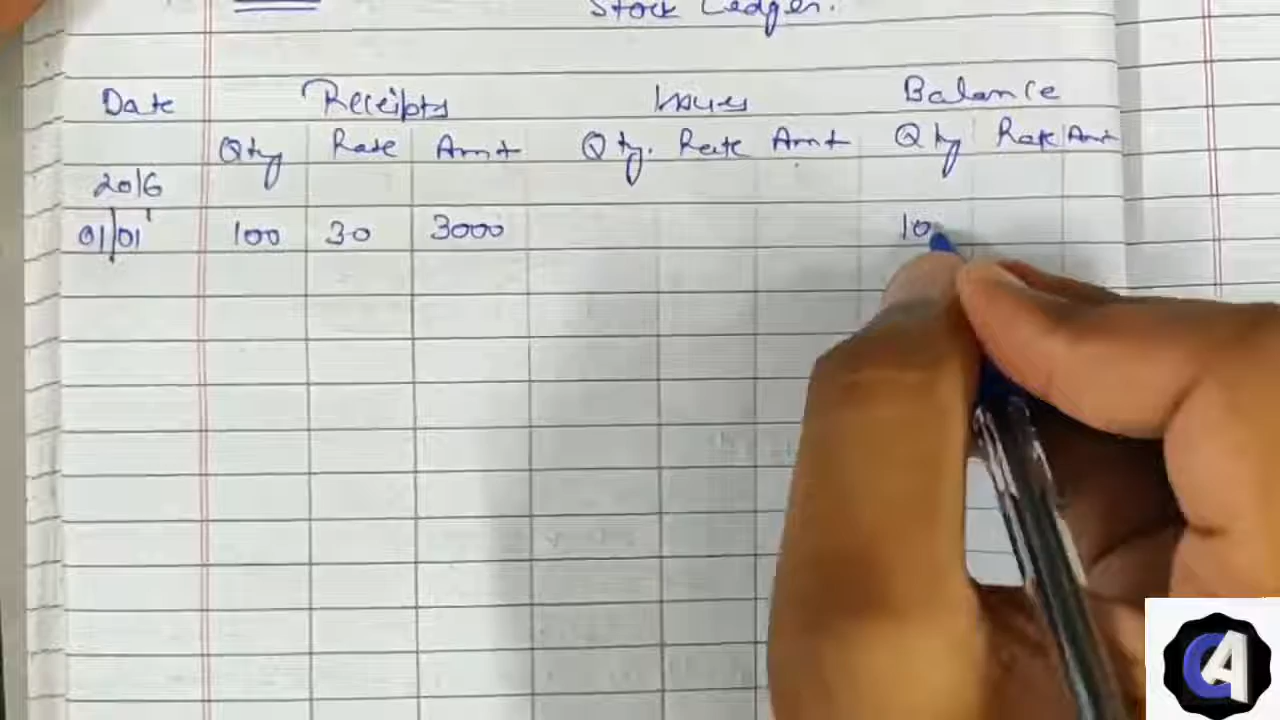 Stock Ledger.
Date Receipts Issues Balance
Qty Rate Amt Qty. Rate Amt Qty Rate Amt
2016
01/01 100 30 3000 10
CA